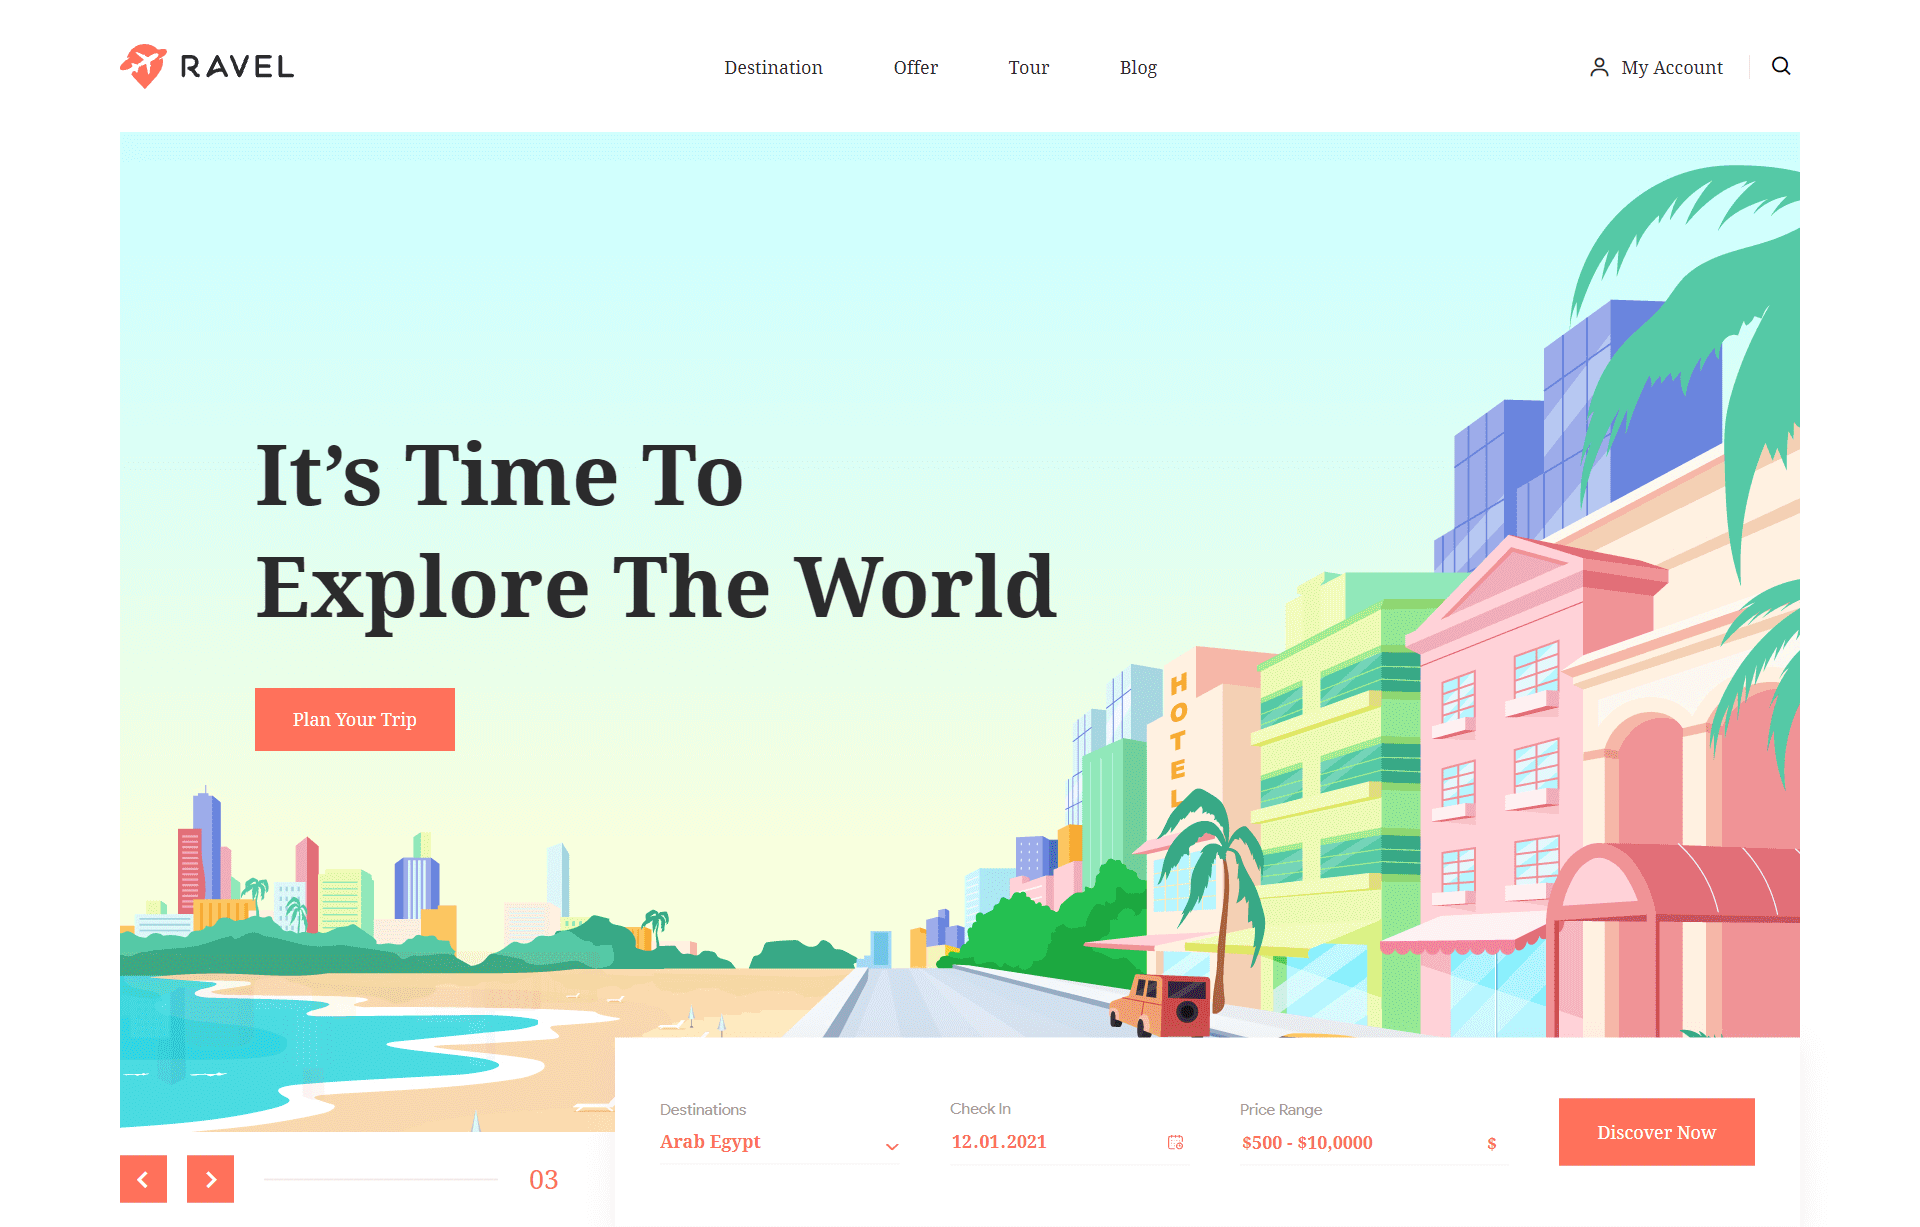 RAVEL
Destination
Offer
Tour
Blog
My Account
It’s Time To
Explore The World
Plan Your Trip
HOTEL
Destinations
Arab Egypt
Check In
12.01.2021
Price Range
$500 - $10,0000
$
Discover Now
03